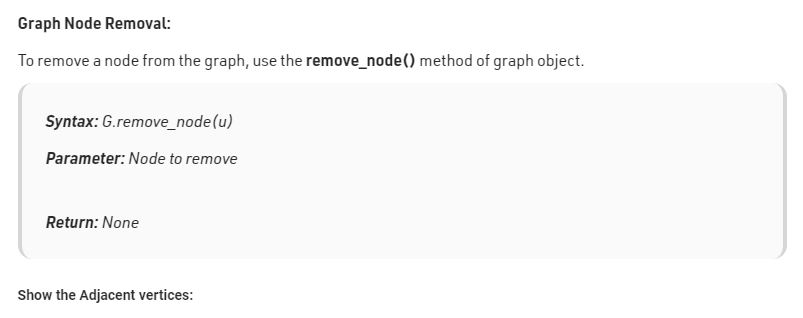 Graph Node Removal:
To remove a node from the graph, use the remove_node() method of graph object.
Syntax: G.remove_node(u)
Parameter: Node to remove
Return: None
Show the Adjacent vertices: